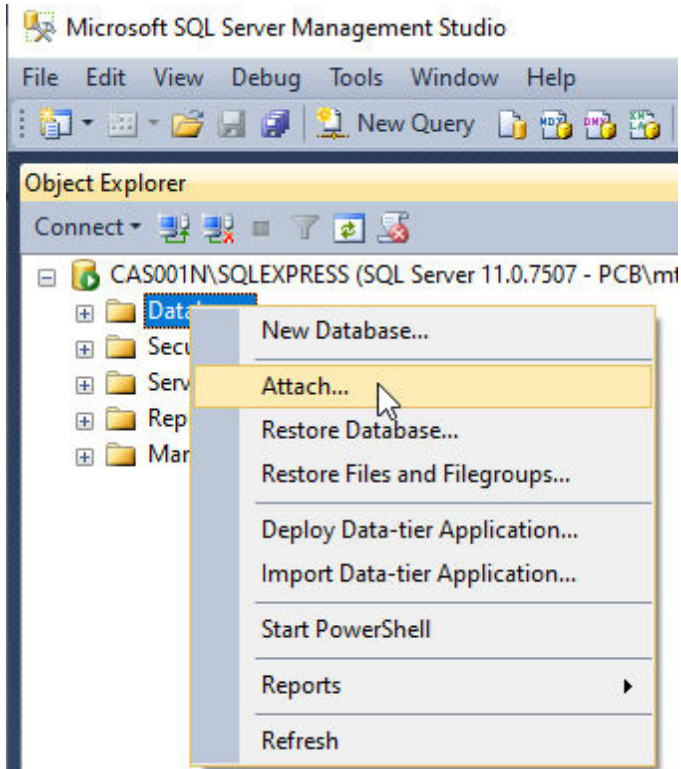 Microsoft SQL Server Management Studio
File Edit View Debug Tools Window Help
New Query
Object Explorer
Connect
CAS001N\SQLEXPRESS (SQL Server 11.0.7507 - PCB\mt
Data
Secu
Serv
Rep
Man
New Database...
Attach...
Restore Database...
Restore Files and Filegroups...
Deploy Data-tier Application...
Import Data-tier Application...
Start PowerShell
Reports
Refresh